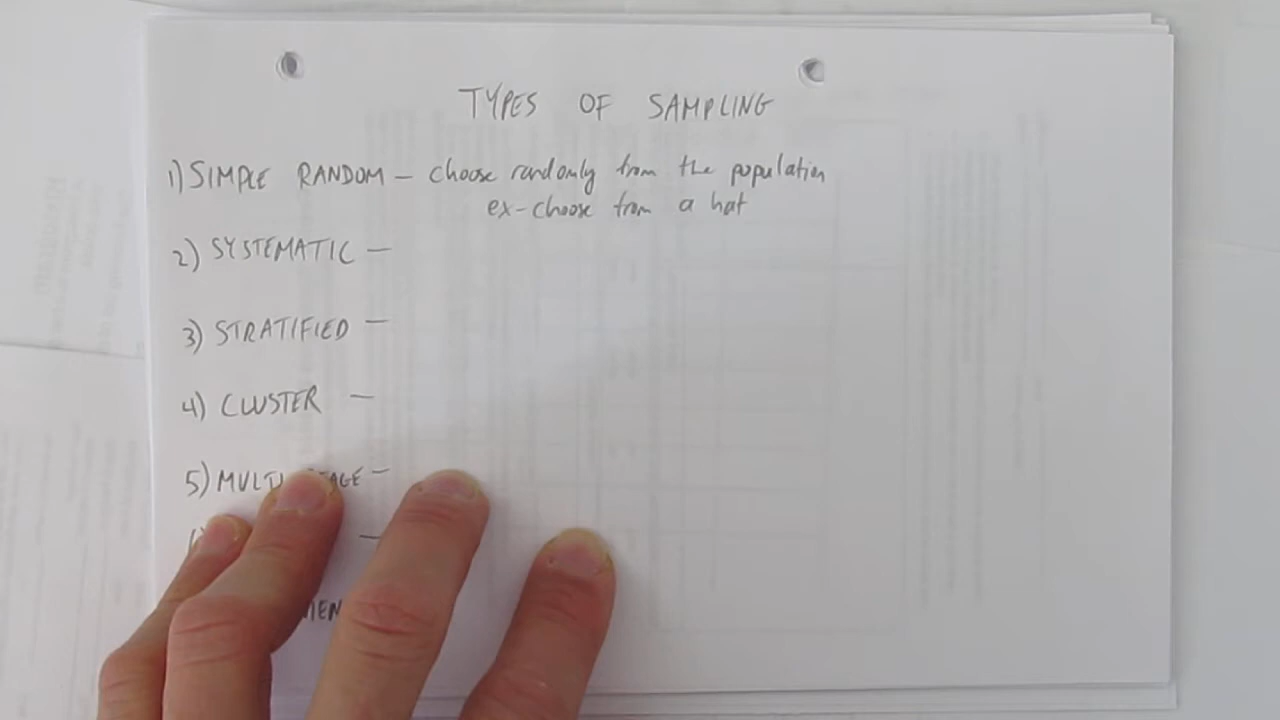 TYPES OF SAMPLING
1) SIMPLE RANDOM – choose randomly from the population
ex-choose from a hat
2) SYSTEMATIC –
3) STRATIFIED –
4) CLUSTER –
5) –
–